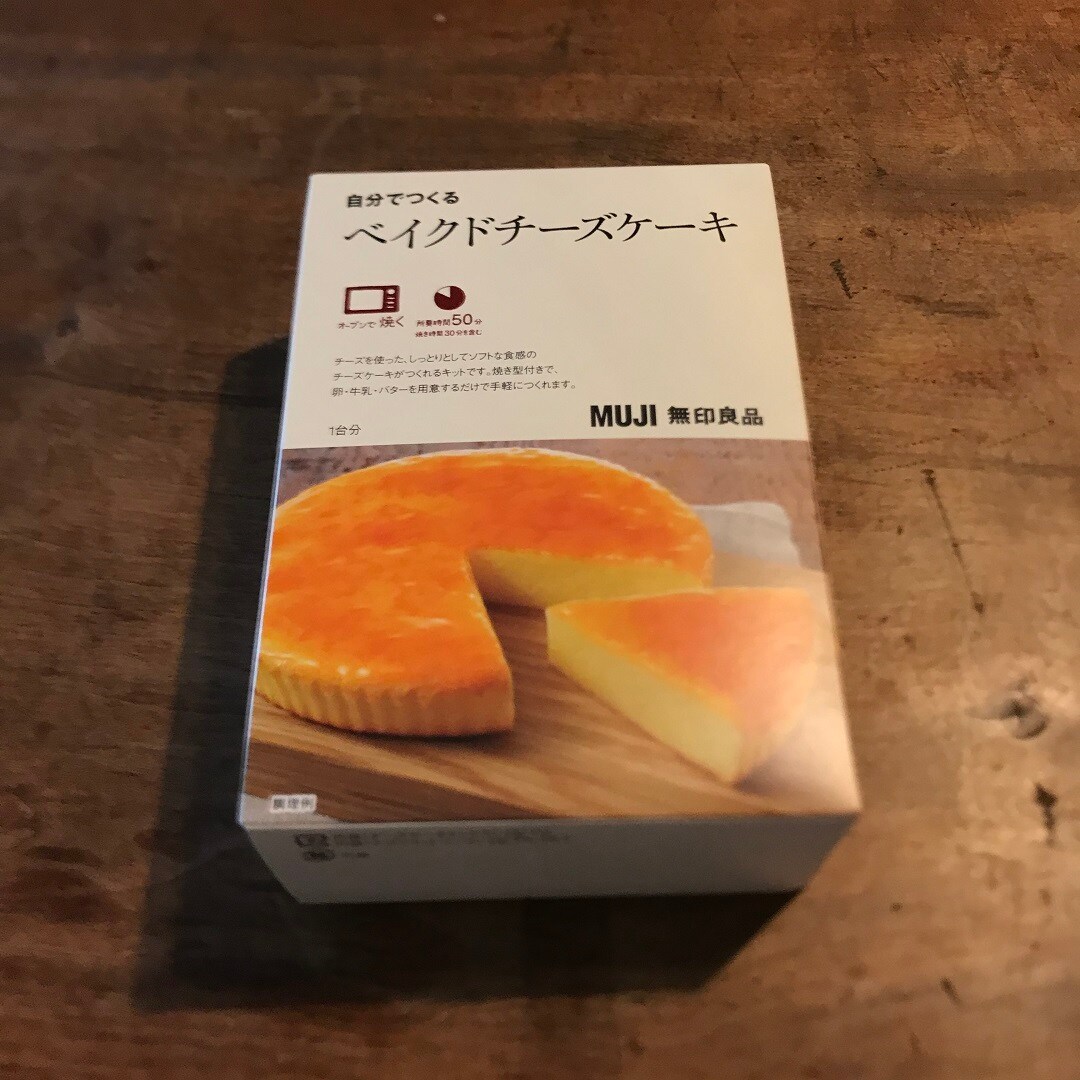 自分でつくる
ベイクドチーズケーキ
オーブンで 焼く
所要時間50分
焼き時間30分を含む
チーズを使った、しっとりとしてソフトな食感の
チーズケーキがつくれるキットです。焼き型付きで、
卵・牛乳・バターを用意するだけで手軽につくれます。
1台分
MUJI 無印良品
調理例